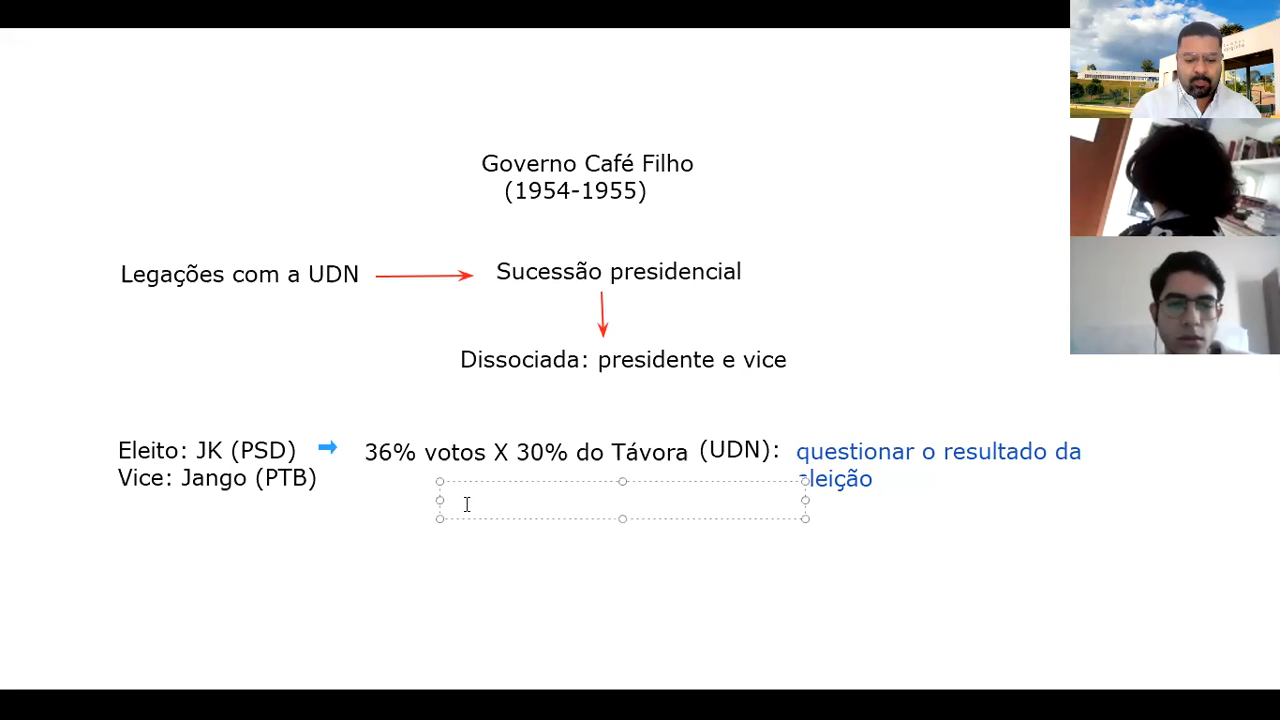 Governo Café Filho
(1954-1955)
Legações com a UDN
Sucessão presidencial
Dissociada: presidente e vice
Eleito: JK (PSD)
Vice: Jango (PTB)
36% votos X 30% do Távora (UDN):
questionar o resultado da
eleição